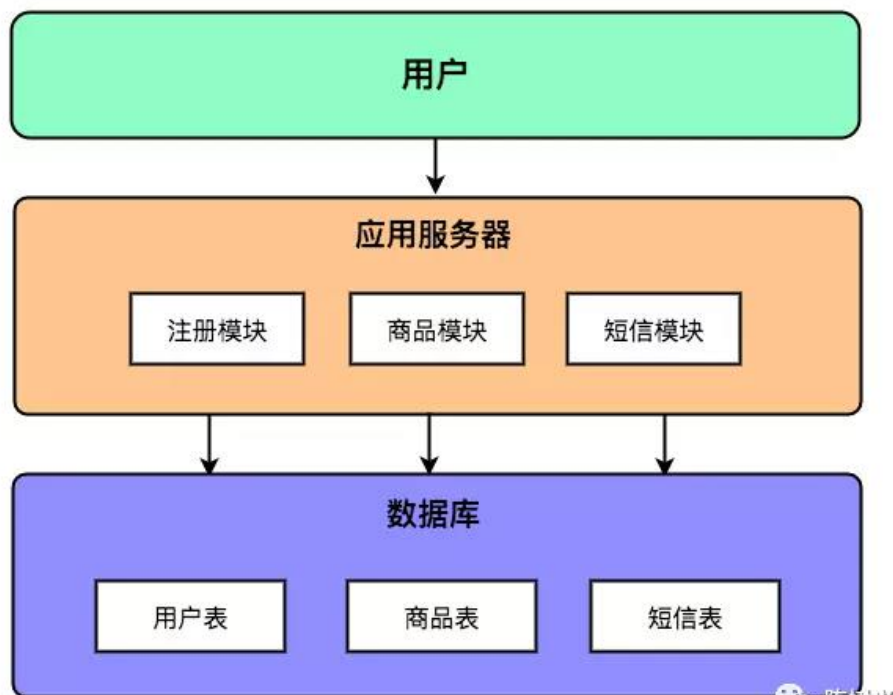 用户
应用服务器
注册模块
商品模块
短信模块
数据库
用户表
商品表
短信表